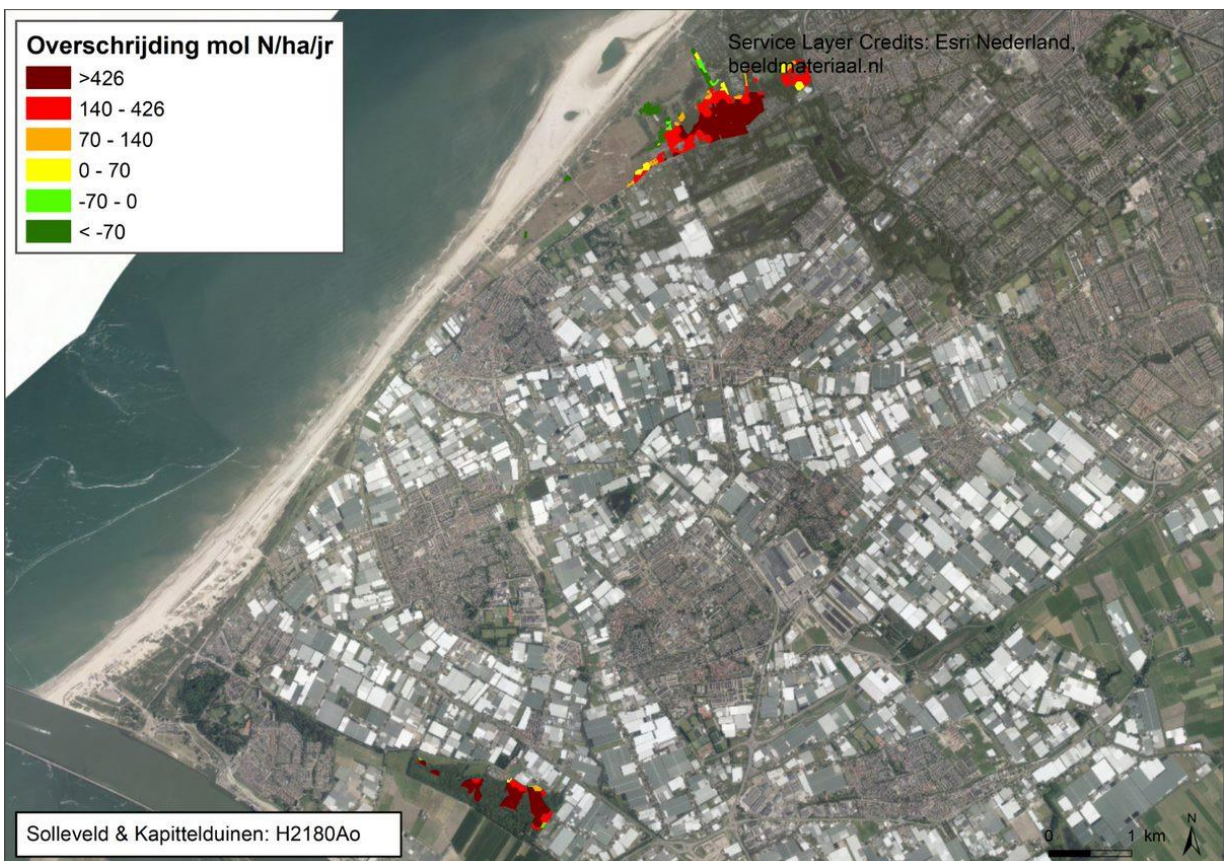 Overschrijding mol N/ha/jr
>426
140 - 426
70 - 140
0 - 70
-70 - 0
< -70
Service Layer Credits: Esri Nederland,
beeldmateriaal.nl
Solleveld & Kapittelduinen: H2180Ao
0 1 km
N